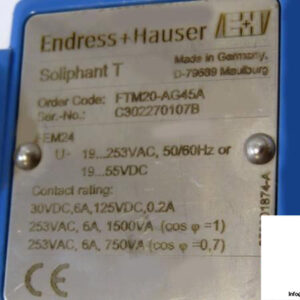 Endress+Hauser E+H
Soliphant T
Made in Germany,
D-79689 Maulburg
Order Code: FTM20-AG45A
Ser.-No.: C302270107B
FEM24
U~ 19...253VAC, 50/60Hz or
19...55VDC
Contact rating:
30VDC,6A,125VDC,0.2A
253VAC, 6A, 1500VA (cos φ =1)
253VAC, 6A, 750VA (cos φ =0,7)
CE